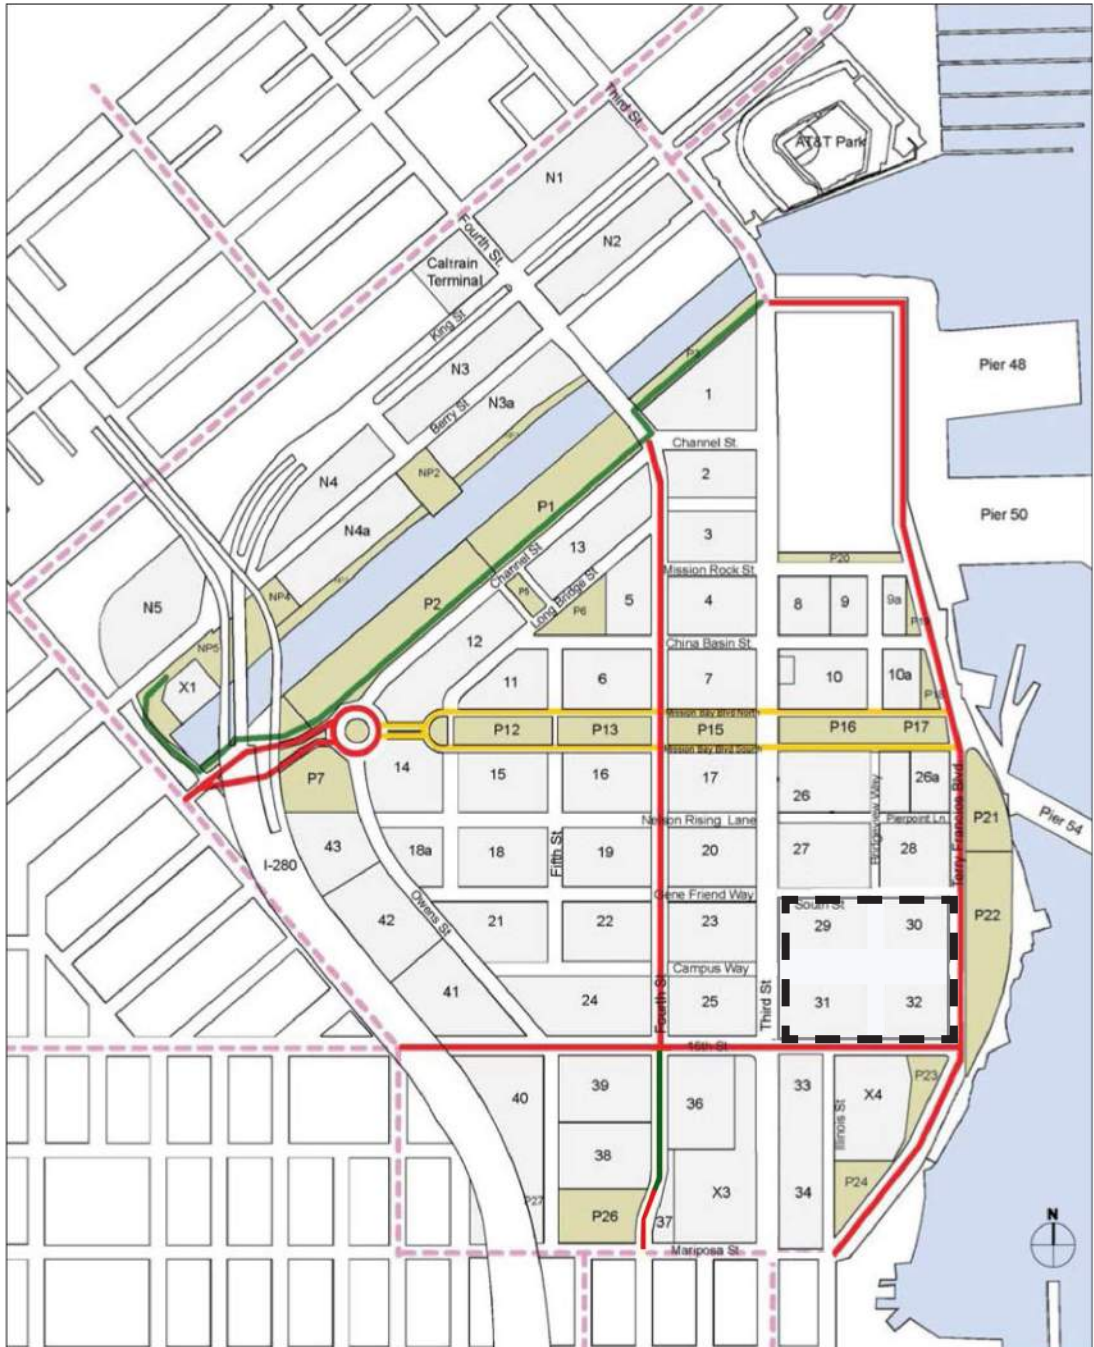 Third St
AT&T Park
N1
Fourth St.
N2
Caltrain
Terminal
King St
N3
Pier 48
P3
1
Berry St
N3a
Channel St.
N4
NP2
2
P1
N4a
Pier 50
3
13
Channel St
P20
Mission Rock St
N5
NP4
P2
P5
Long Bridge St
P6
5
4
8
9
9a
P19
NP5
12
China Basin St
X1
11
6
7
10
10a
P18
Mission Bay Blvd North
P12
P13
P15
P16
P17
Mission Bay Blvd South
P7
14
15
16
17
26
26a
Bridgeview Way
Terry Francios Blvd
P21
Pier 54
Nelson Rising Lane
Pierpoint Ln.
I-280
43
18a
18
Fifth St
19
20
27
28
Gene Friend Way
South St
42
Owens St
21
22
23
29
30
P22
Campus Way
41
24
Fourth St
25
Third St
31
32
16th St
40
39
36
33
Illinois St
X4
P23
38
P27
P26
37
X3
34
P24
Mariposa St
N